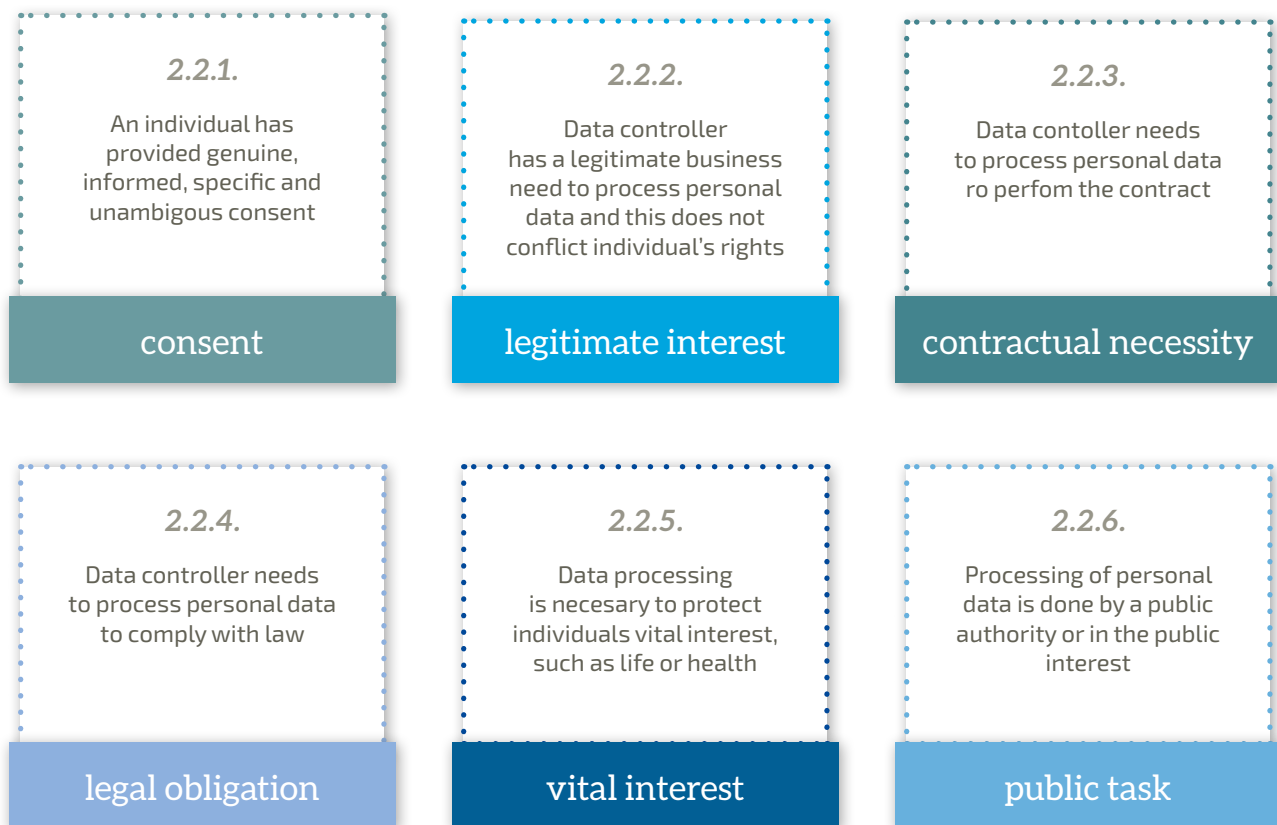 2.2.1.
An individual has
provided genuine,
informed, specific and
unambigous consent
consent
2.2.2.
Data controller
has a legitimate business
need to process personal
data and this does not
conflict individual's rights
legitimate interest
2.2.3.
Data contoller needs
to process personal data
ro perfom the contract
contractual necessity
2.2.4.
Data controller needs
to process personal data
to comply with law
legal obligation
2.2.5.
Data processing
is necesary to protect
individuals vital interest,
such as life or health
vital interest
2.2.6.
Processing of personal
data is done by a public
authority or in the public
interest
public task